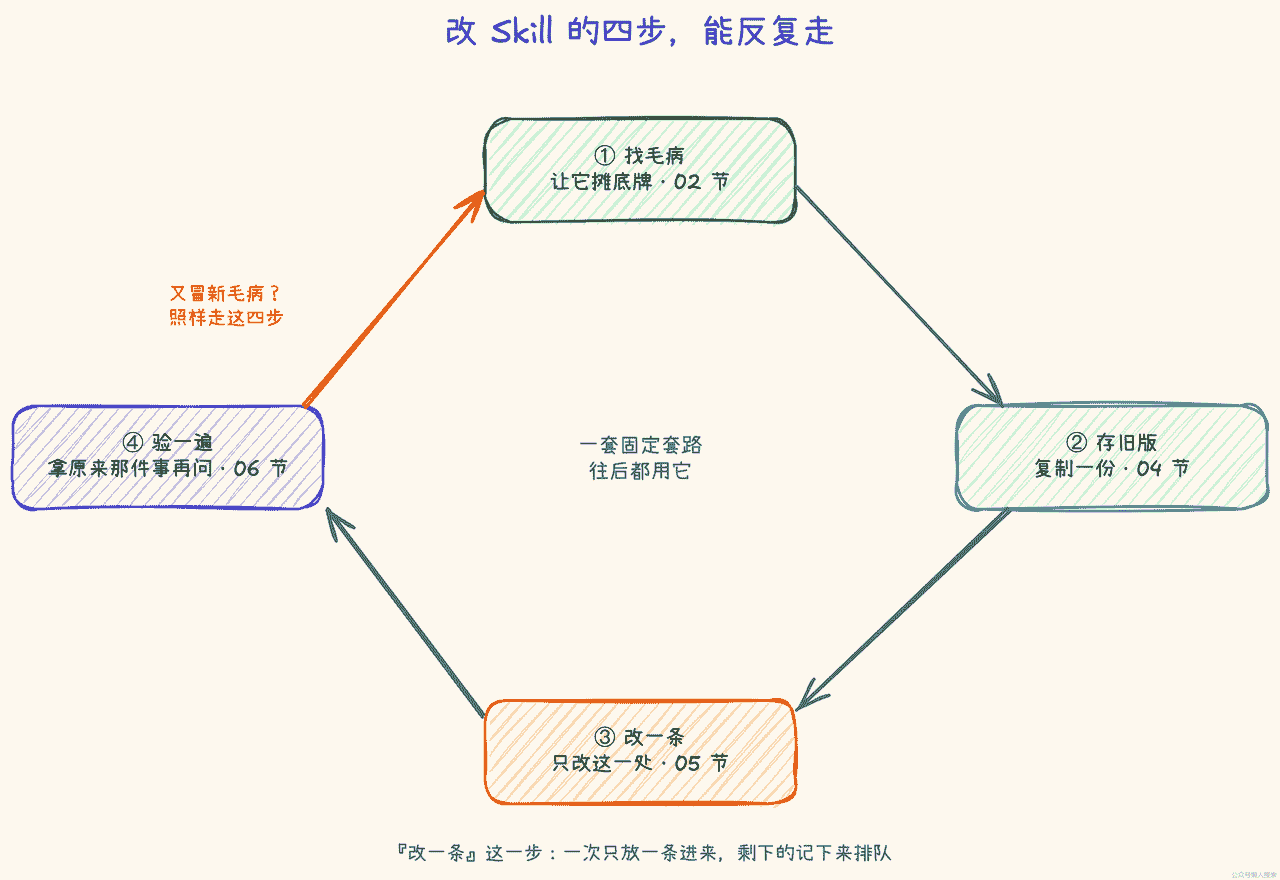 改 Skill 的四步，能反复走
① 找毛病
让它摊底牌 · 02 节
又冒新毛病？
照样走这四步
④ 验一遍
拿原来那件事再问 · 06 节
一套固定套路
往后都用它
② 存旧版
复制一份 · 04 节
③ 改一条
只改这一处 · 05 节
『改一条』这一步：一次只放一条进来，剩下的记下来排队